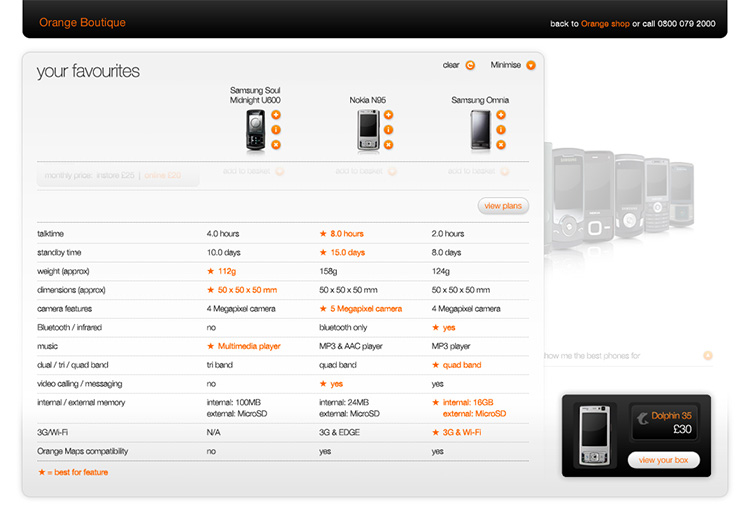 Orange Boutique
back to Orange shop or call 0800 079 2000
your favourites
clear
Minimise
Samsung Soul
Midnight U600
Nokia N95
Samsung Omnia
monthly price: instore £25 | online £20
add to basket
add to basket
add to basket
view plans
talktime 4.0 hours ★ 8.0 hours 2.0 hours
standby time 10.0 days ★ 15.0 days 8.0 days
weight (approx) ★ 112g 158g 124g
dimensions (approx) ★ 50 x 50 x 50 mm 50 x 50 x 50 mm 50 x 50 x 50 mm
camera features 4 Megapixel camera ★ 5 Megapixel camera 4 Megapixel camera
Bluetooth / infrared no bluetooth only ★ yes
music ★ Multimedia player MP3 & AAC player MP3 player
dual / tri / quad band tri band quad band ★ quad band
video calling / messaging no ★ yes yes
internal / external memory internal: 100MB internal: 24MB ★ internal: 16GB
external: MicroSD external: MicroSD external: MicroSD
3G/Wi-Fi N/A 3G & EDGE ★ 3G & Wi-Fi
Orange Maps compatibility no yes yes
★ = best for feature
how me the best phones for
Dolphin 35
£30
view your box